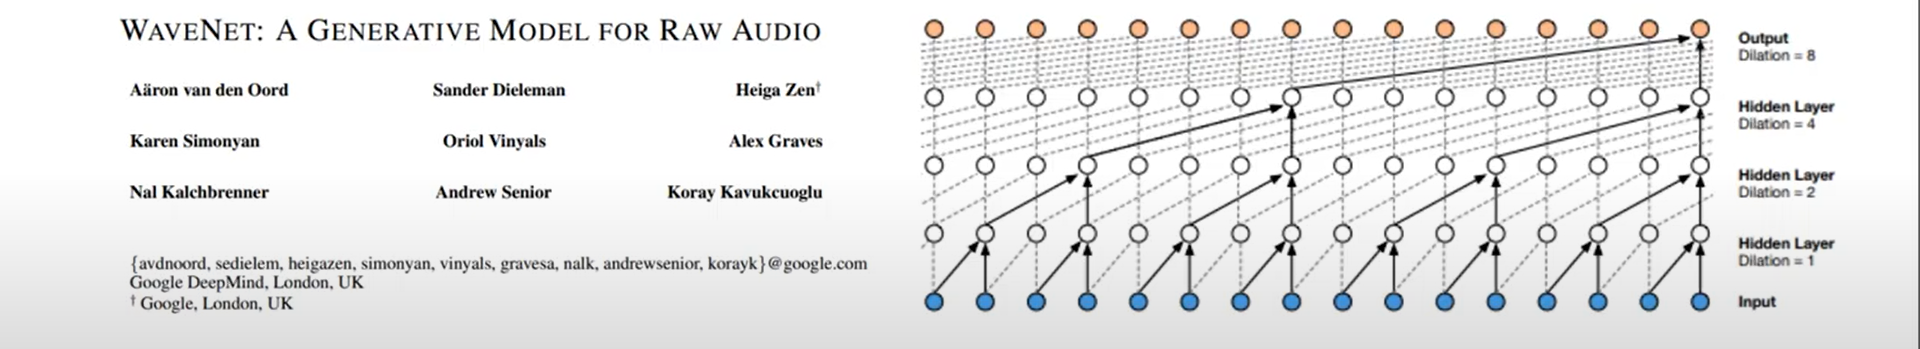 WAVENET: A GENERATIVE MODEL FOR RAW AUDIO
Aäron van den Oord Sander Dieleman Heiga Zen†
Karen Simonyan Oriol Vinyals Alex Graves
Nal Kalchbrenner Andrew Senior Koray Kavukcuoglu
{avdnoord, sedielem, heigazen, simonyan, vinyals, gravesa, nalk, andrewsenior, korayk}@google.com
Google DeepMind, London, UK
† Google, London, UK
Output
Dilation = 8
Hidden Layer
Dilation = 4
Hidden Layer
Dilation = 2
Hidden Layer
Dilation = 1
Input